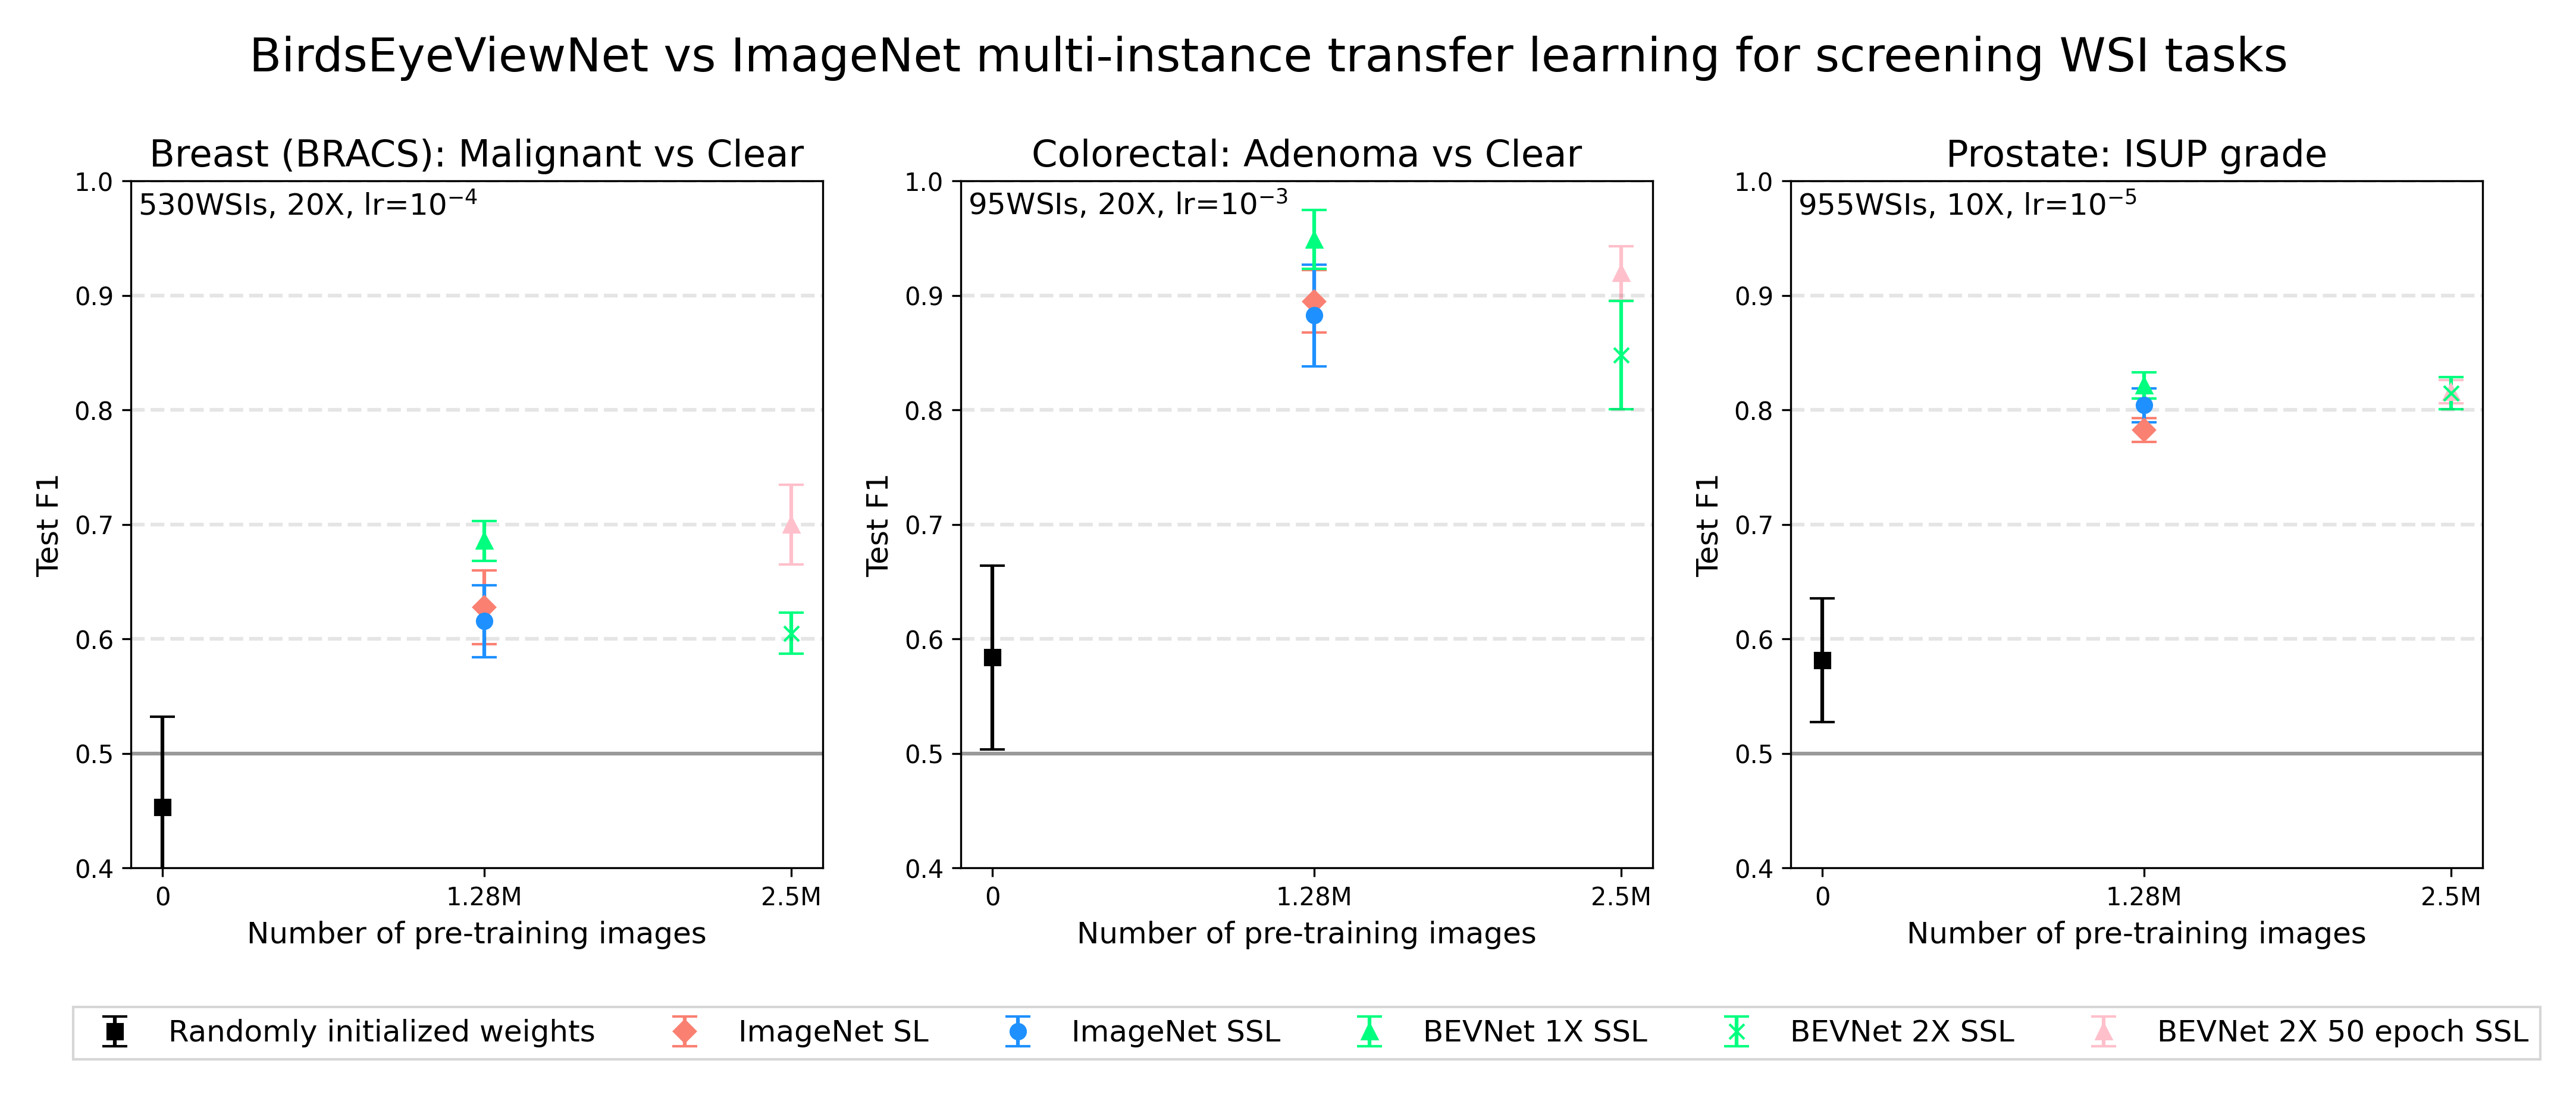 BirdsEyeViewNet vs ImageNet multi-instance transfer learning for screening WSI tasks
Breast (BRACS): Malignant vs Clear
530WSIs, 20X, lr=10⁻⁴
1.0
0.9
0.8
0.7
0.6
0.5
0.4
Test F1
0
1.28M
2.5M
Number of pre-training images
Colorectal: Adenoma vs Clear
95WSIs, 20X, lr=10⁻³
1.0
0.9
0.8
0.7
0.6
0.5
0.4
Test F1
0
1.28M
2.5M
Number of pre-training images
Prostate: ISUP grade
955WSIs, 10X, lr=10⁻⁵
1.0
0.9
0.8
0.7
0.6
0.5
0.4
Test F1
0
1.28M
2.5M
Number of pre-training images
Randomly initialized weights
ImageNet SL
ImageNet SSL
BEVNet 1X SSL
BEVNet 2X SSL
BEVNet 2X 50 epoch SSL